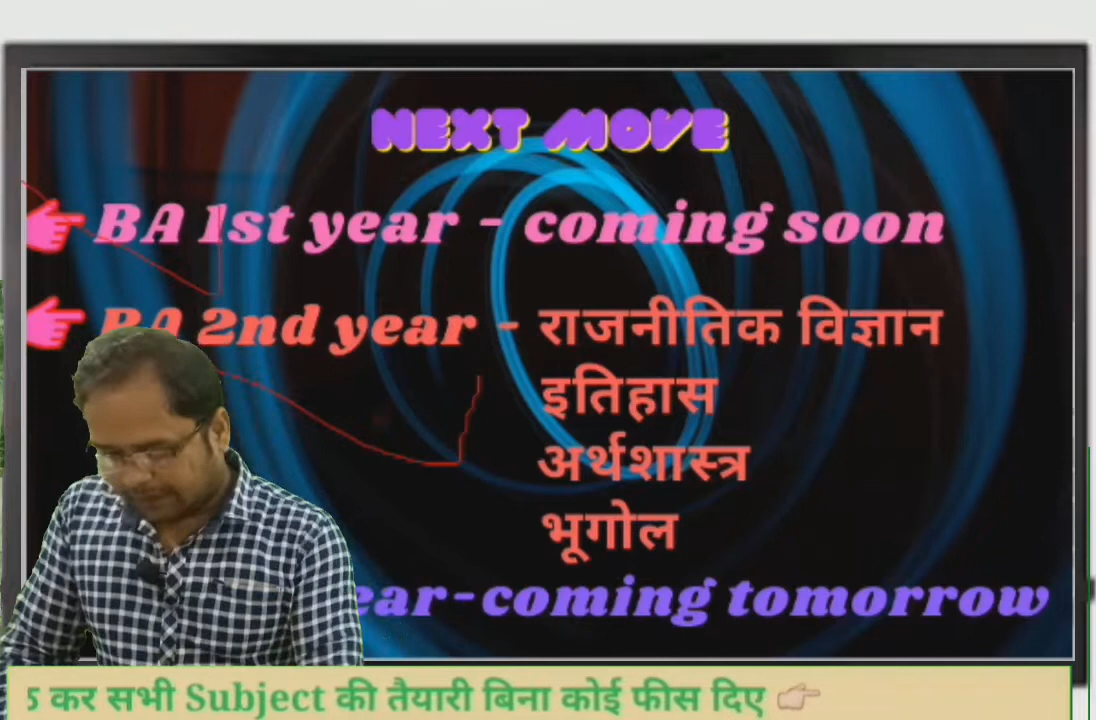 NEXT MOVE
BA 1st year - coming soon
BA 2nd year - राजनीतिक विज्ञान
इतिहास
अर्थशास्त्र
भूगोल
ear-coming tomorrow
कर सभी Subject की तैयारी बिना कोई फीस दिए